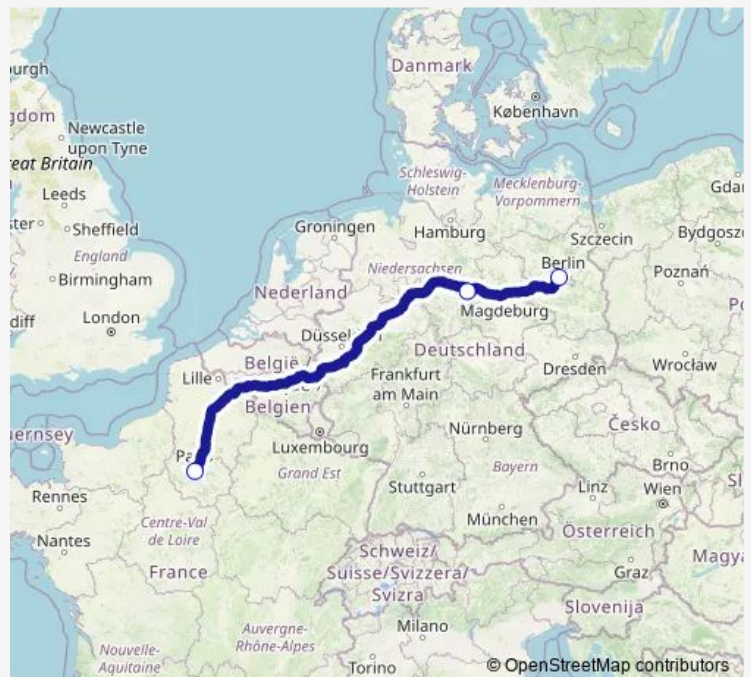 Danmark
urgh
København
gdom
Newcastle
upon Tyne
reat Britain
Schleswig-
Holstein
Mecklenburg-
Vorpommern
Gdań
Leeds
ster
Sheffield
Groningen
Hamburg
Szczecin
Bydgosz
England
Niedersachsen
Berlin
Birmingham
Nederland
Poznań
diff
London
Magdeburg
Düssel
België /
Deutschland
Lille
Belgien
Frankfurt
am Main
Dresden
Wrocław
uernsey
Luxembourg
Nürnberg
Česko
Pa
Grand Est
Bayern
Brno
Rennes
Stuttgart
Linz
Wien
Centre-Val
de Loire
München
Nantes
Österreich
Schweiz/
Suisse/Svizzera/
Svizra
Magya
France
Graz
Slovenija
Auvergne-
Rhône-Alpes
Milano
Nouvelle-
Aquitaine
Torino
© OpenStreetMap contributors